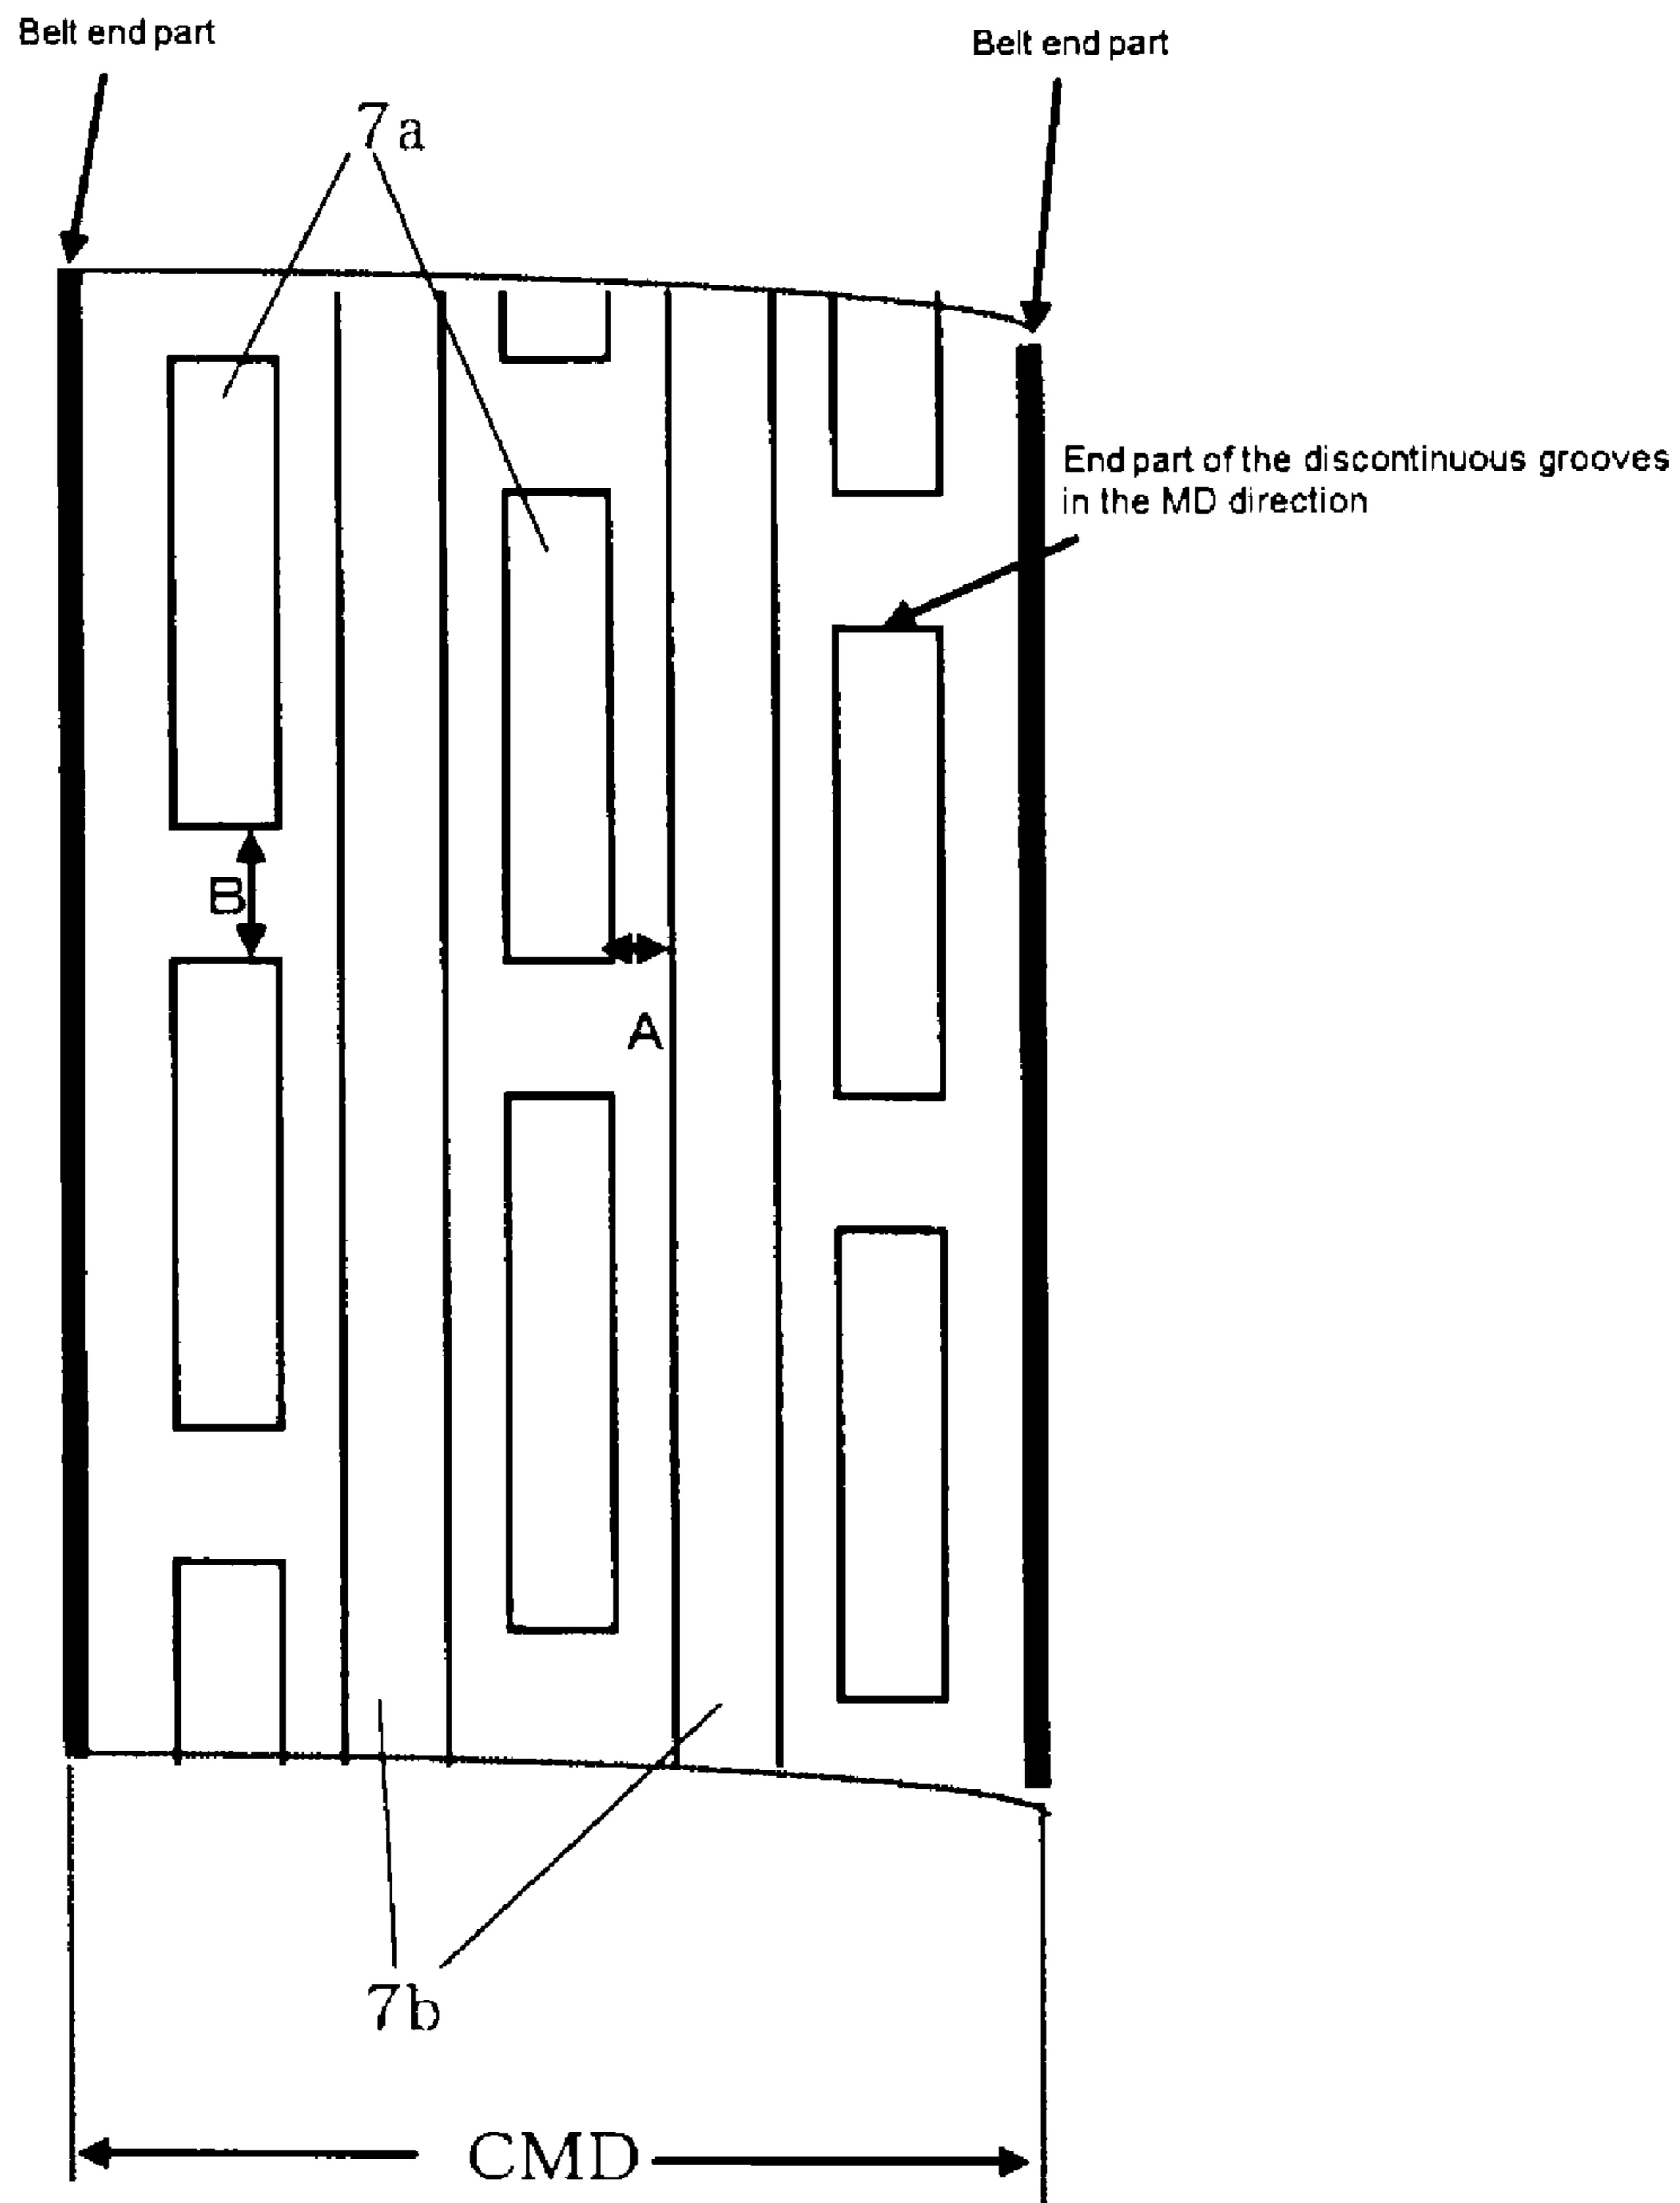 Belt end part
Belt end part
7a
End part of the discontinuous grooves
in the MD direction
B
A
7b
CMD